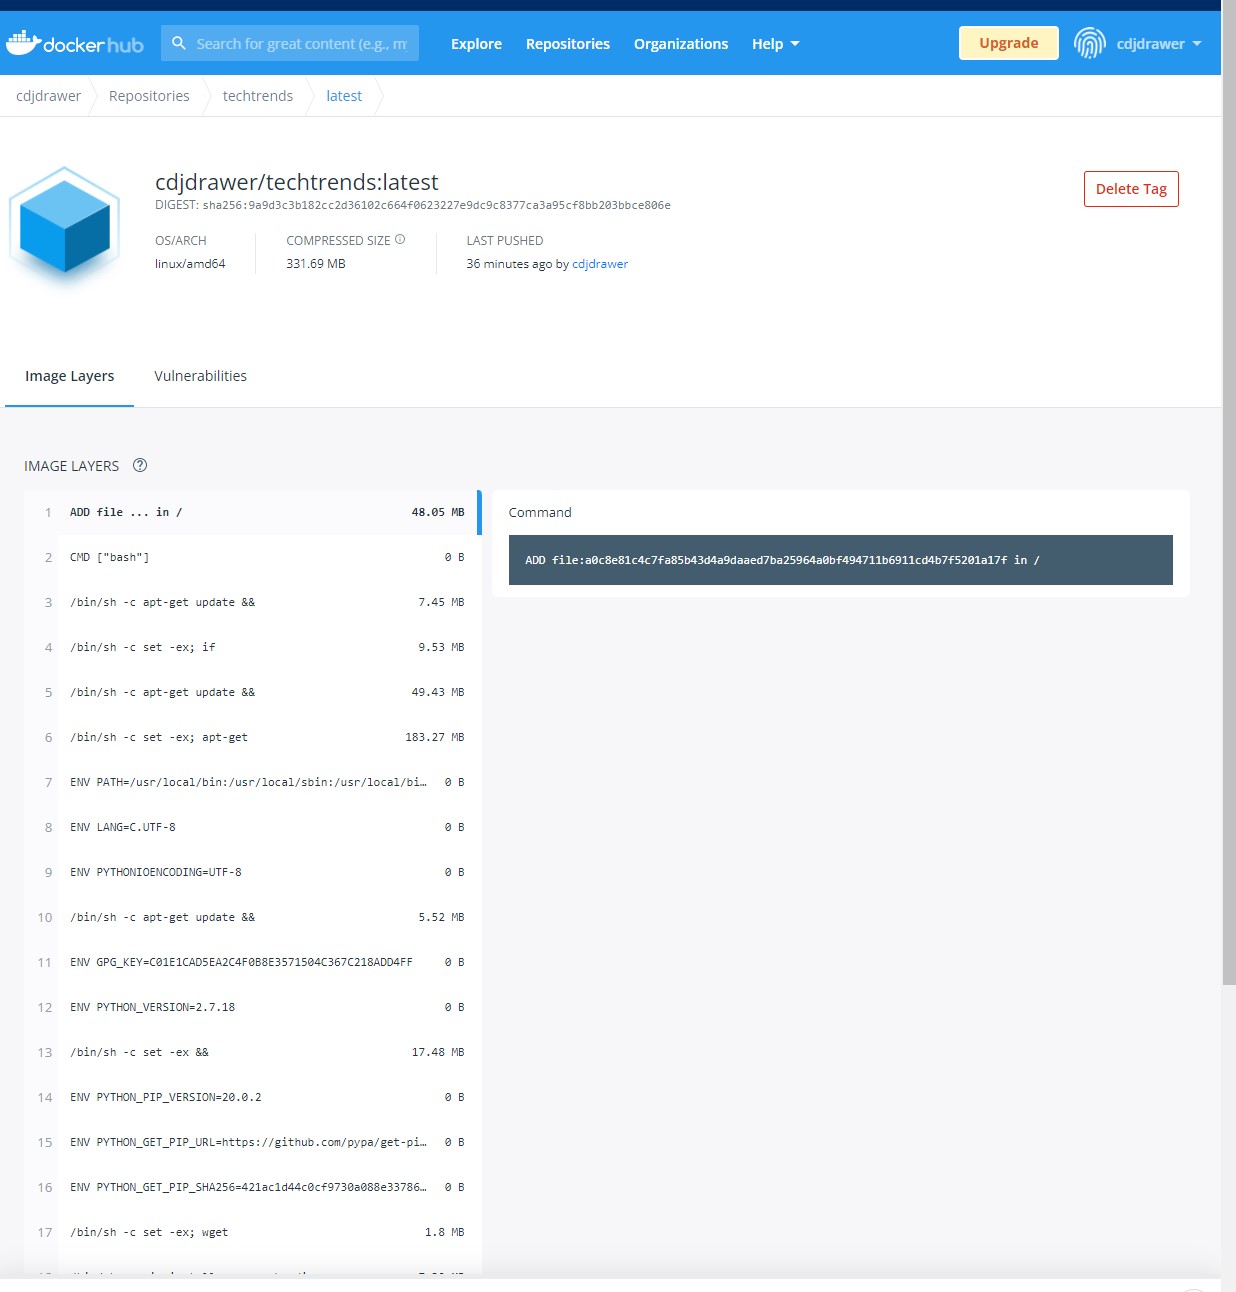 docker hub
Search for great content (e.g., m
Explore Repositories Organizations Help
Upgrade
cdjdrawer
cdjdrawer Repositories techtrends latest
cdjdrawer/techtrends:latest
DIGEST: sha256:9a9d3c3b182cc2d36102c664f0623227e9dc9c8377ca3a95cf8bb203bbce806e
Delete Tag
OS/ARCH COMPRESSED SIZE LAST PUSHED
linux/amd64 331.69 MB 36 minutes ago by cdjdrawer
Image Layers Vulnerabilities
IMAGE LAYERS
1 ADD file ... in / 48.05 MB
2 CMD ["bash"] 0 B
3 /bin/sh -c apt-get update && 7.45 MB
4 /bin/sh -c set -ex; if 9.53 MB
5 /bin/sh -c apt-get update && 49.43 MB
6 /bin/sh -c set -ex; apt-get 183.27 MB
7 ENV PATH=/usr/local/bin:/usr/local/sbin:/usr/local/bi… 0 B
8 ENV LANG=C.UTF-8 0 B
9 ENV PYTHONIOENCODING=UTF-8 0 B
10 /bin/sh -c apt-get update && 5.52 MB
11 ENV GPG_KEY=C01E1CAD5EA2C4F0B8E3571504C367C218ADD4FF 0 B
12 ENV PYTHON_VERSION=2.7.18 0 B
13 /bin/sh -c set -ex && 17.48 MB
14 ENV PYTHON_PIP_VERSION=20.0.2 0 B
15 ENV PYTHON_GET_PIP_URL=https://github.com/pypa/get-pi… 0 B
16 ENV PYTHON_GET_PIP_SHA256=421ac1d44c0cf9730a088e33786… 0 B
17 /bin/sh -c set -ex; wget 1.8 MB
Command
ADD file:a0c8e81c4c7fa85b43d4a9daaed7ba25964a0bf494711b6911cd4b7f5201a17f in /